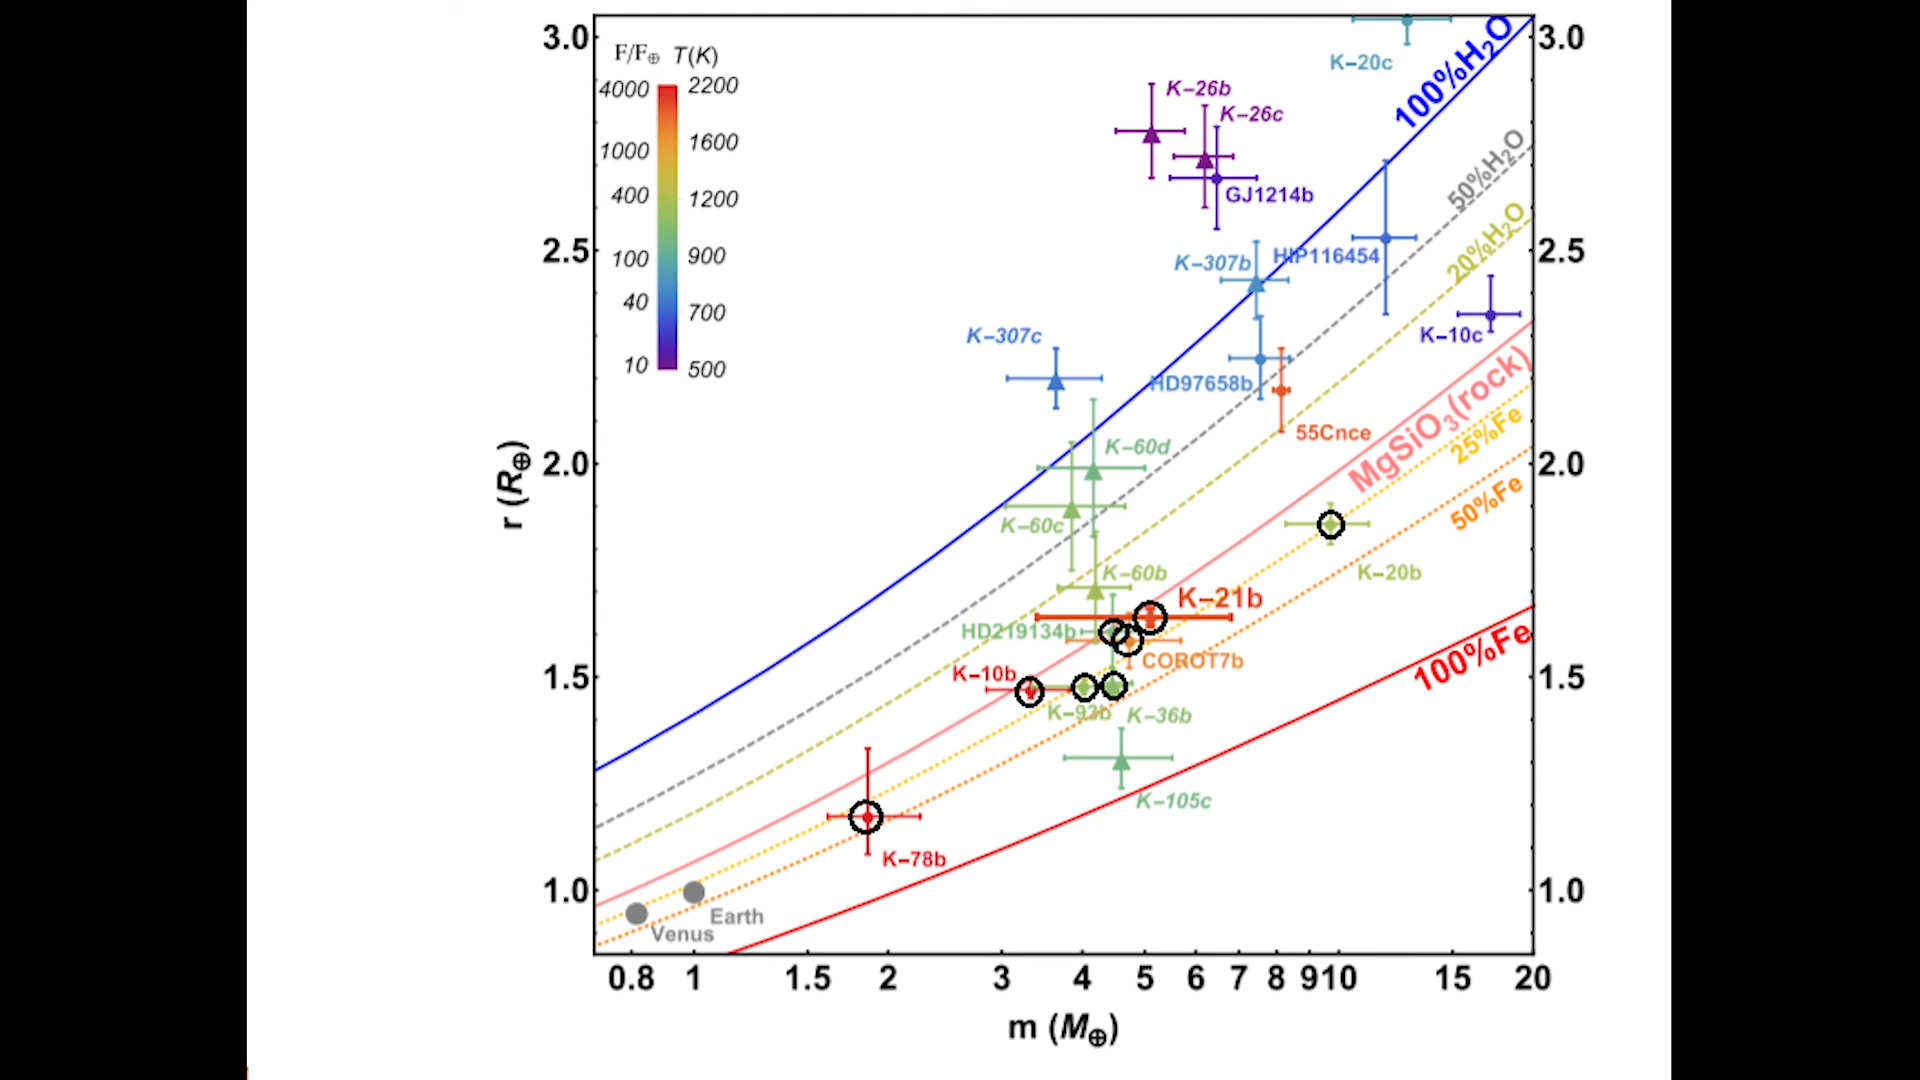 3.0
3.0
F/F⊕ T(K)
4000 2200
1000 1600
400 1200
100 900
40 700
10 500
K-20c
100%H2O
K-26b
K-26c
50%H2O
GJ1214b
20%H2O
2.5
2.5
K-307b
HIP116454
K-307c
K-10c
HD97658b
MgSiO3(rock)
55Cnce
25%Fe
r (R⊕)
2.0
2.0
K-60d
50%Fe
K-60c
K-60b
K-20b
K-21b
HD219134b
COROT7b
100%Fe
K-10b
1.5
1.5
K-93b
K-36b
K-105c
K-78b
1.0
1.0
Earth
Venus
0.8 1 1.5 2 3 4 5 6 7 8 9 10 15 20
m (M⊕)